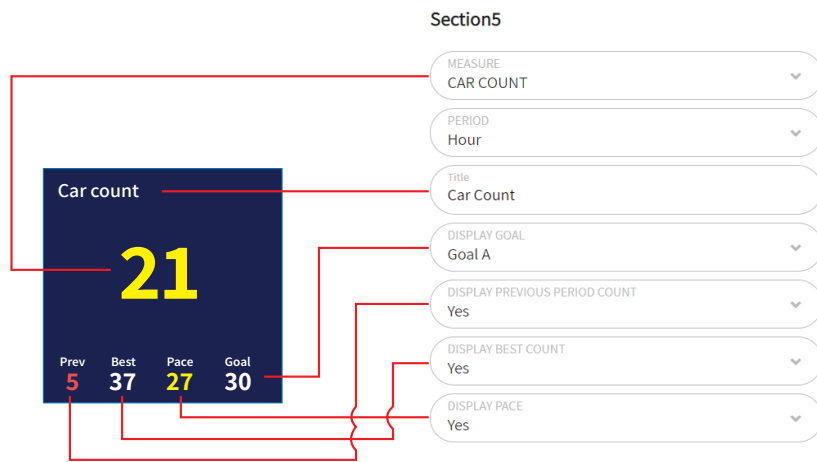 Section5
MEASURE
CAR COUNT
PERIOD
Hour
Title
Car Count
DISPLAY GOAL
Goal A
DISPLAY PREVIOUS PERIOD COUNT
Yes
DISPLAY BEST COUNT
Yes
DISPLAY PACE
Yes
Car count
21
Prev Best Pace Goal
5 37 27 30